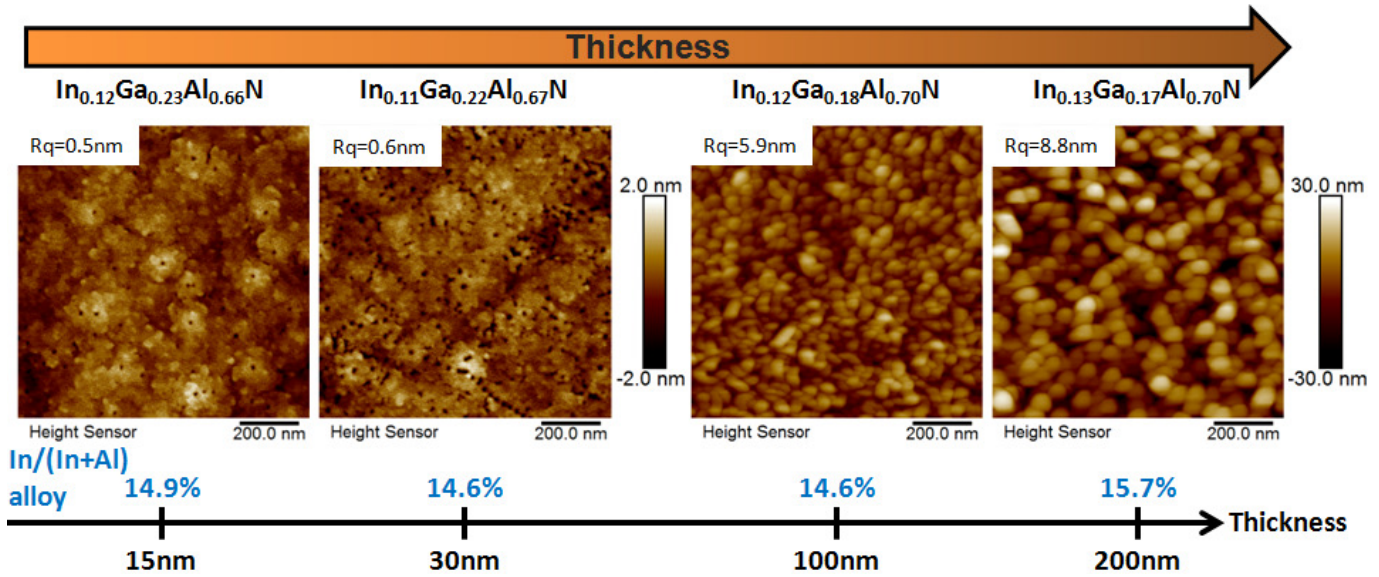 Thickness
In₀.₁₂Ga₀.₂₃Al₀.₆₆N
In₀.₁₁Ga₀.₂₂Al₀.₆₇N
In₀.₁₂Ga₀.₁₈Al₀.₇₀N
In₀.₁₃Ga₀.₁₇Al₀.₇₀N
Rq=0.5nm
Rq=0.6nm
2.0 nm
-2.0 nm
Rq=5.9nm
Rq=8.8nm
30.0 nm
-30.0 nm
Height Sensor
200.0 nm
Height Sensor
200.0 nm
Height Sensor
200.0 nm
Height Sensor
200.0 nm
In/(In+Al)
alloy
14.9%
14.6%
14.6%
15.7%
Thickness
15nm
30nm
100nm
200nm